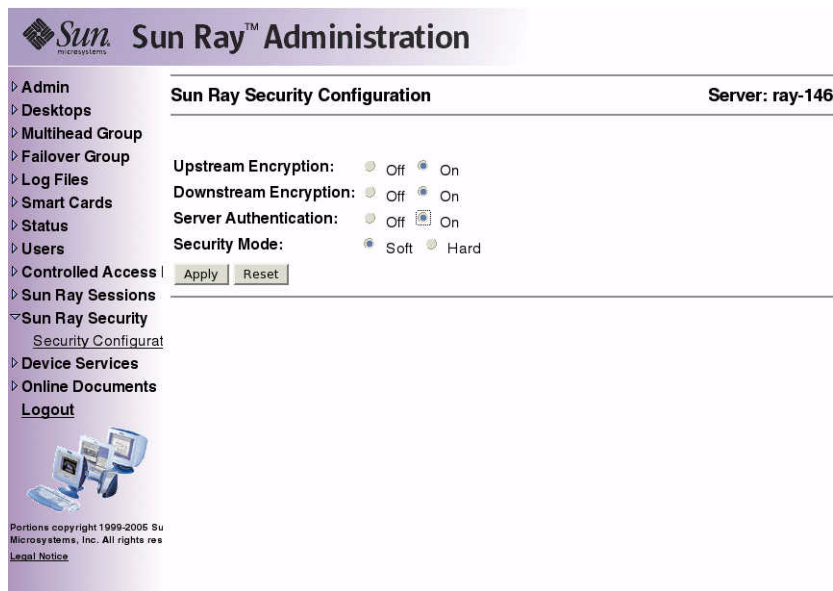 Sun microsystems Sun Ray™ Administration
Admin
Desktops
Multihead Group
Failover Group
Log Files
Smart Cards
Status
Users
Controlled Access
Sun Ray Sessions
Sun Ray Security
Security Configurat
Device Services
Online Documents
Logout
Portions copyright 1999-2005 Su
Microsystems, Inc. All rights res
Legal Notice
Sun Ray Security Configuration Server: ray-146
Upstream Encryption: Off On
Downstream Encryption: Off On
Server Authentication: Off On
Security Mode: Soft Hard
Apply Reset